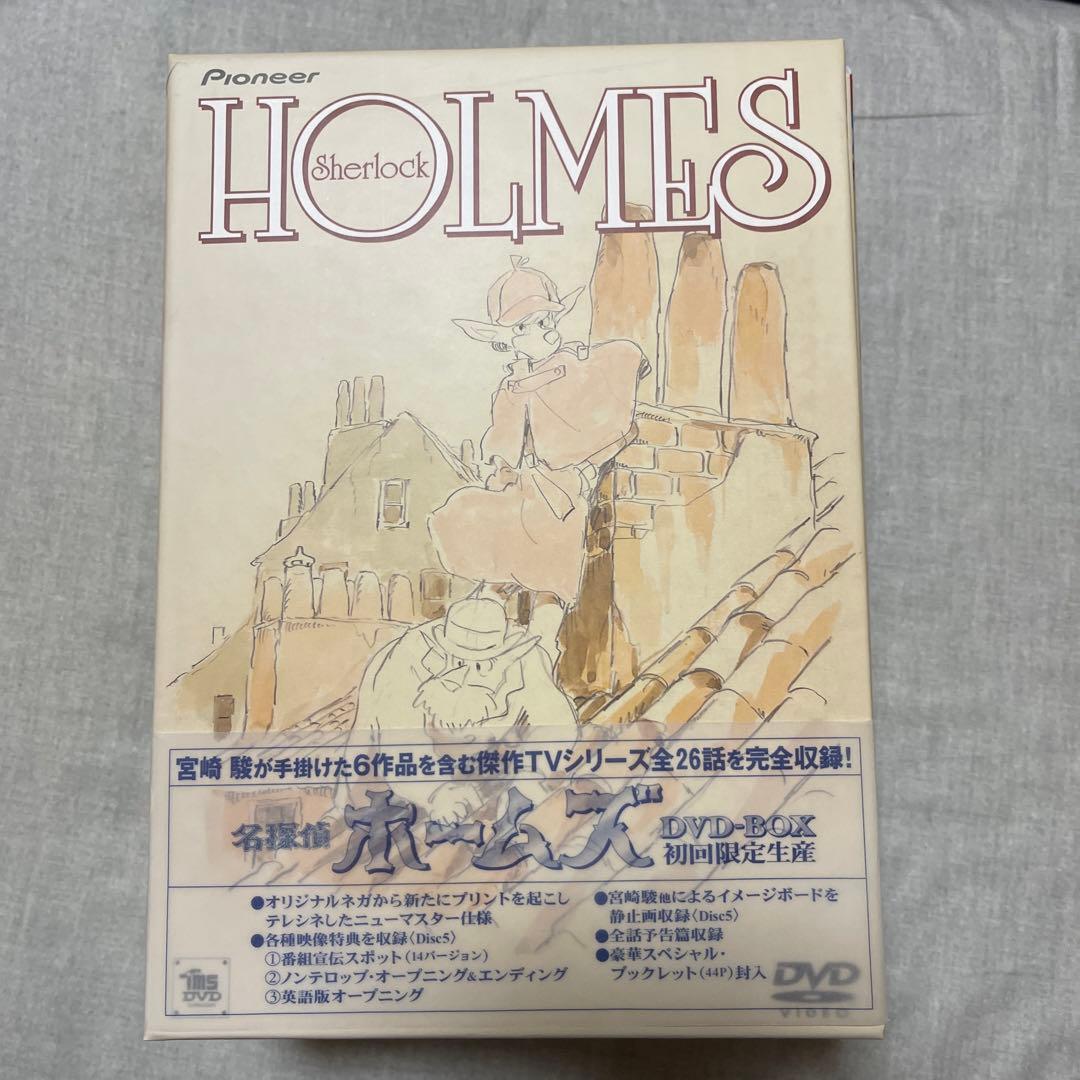 Pioneer
HOLMES
Sherlock
宮崎 駿が手掛けた6作品を含む傑作TVシリーズ全26話を完全収録!
名探偵 ホームズ DVD-BOX
初回限定生産
●オリジナルネガから新たにプリントを起こし
テレシネしたニューマスター仕様
●各種映像特典を収録〈Disc5〉
①番組宣伝スポット(14バージョン)
②ノンテロップ・オープニング&エンディング
③英語版オープニング
●宮崎駿他によるイメージボードを
静止画収録〈Disc5〉
●全話予告篇収録
●豪華スペシャル・
ブックレット(44P)封入
tms
DVD
DVD
VIDEO